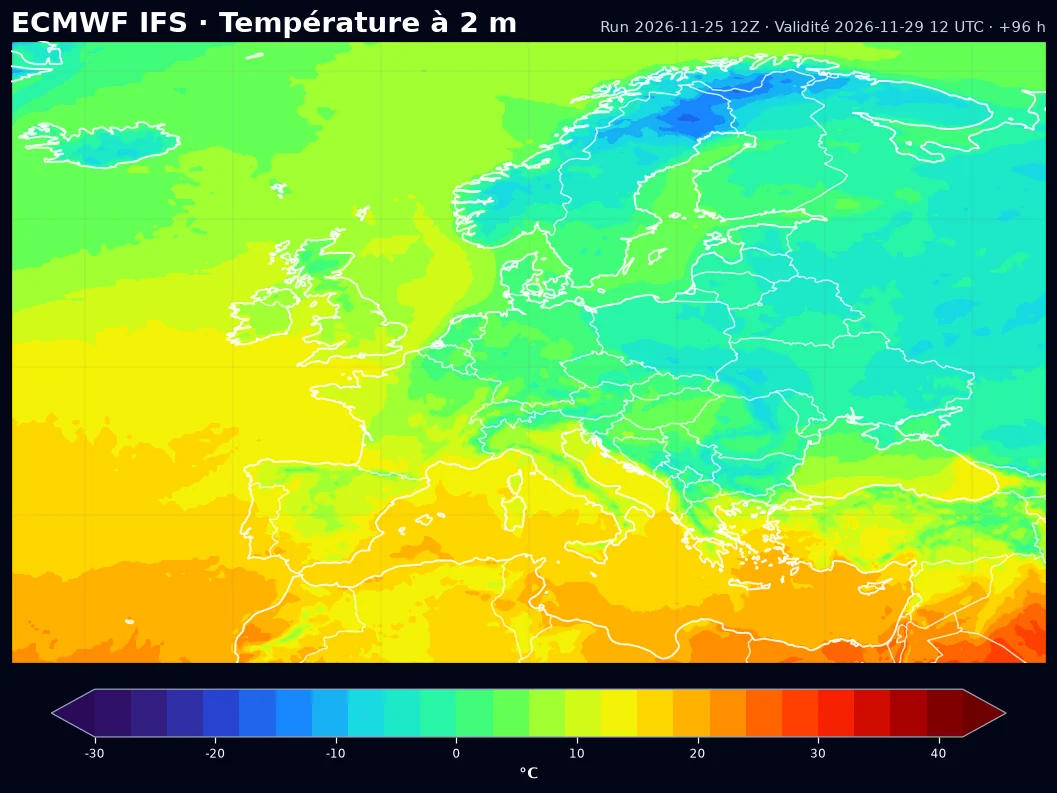 ECMWF IFS · Température à 2 m
Run 2026-11-25 12Z · Validité 2026-11-29 12 UTC · +96 h
-30 -20 -10 0 10 20 30 40
°C